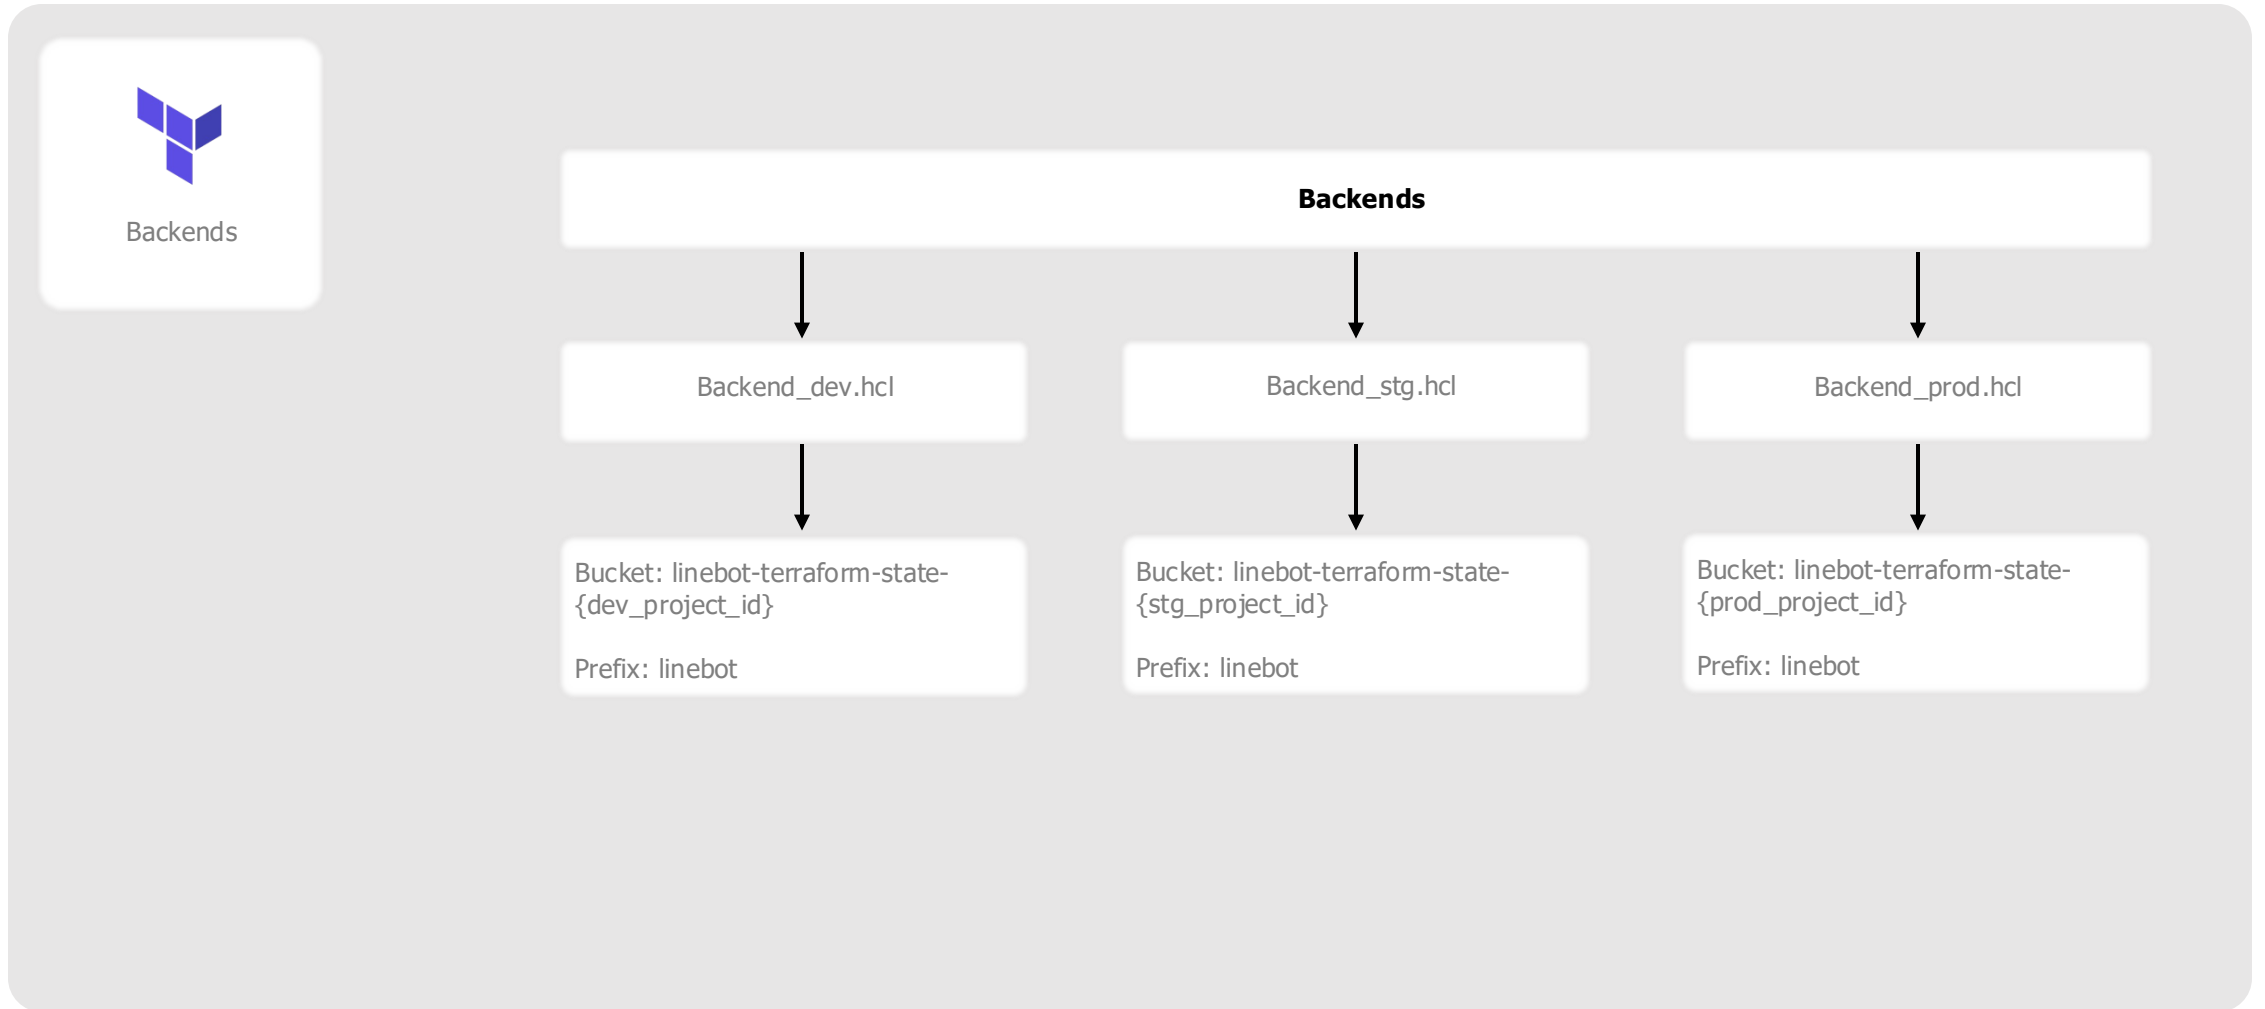 Backends
Backends
Backend_dev.hcl
Backend_stg.hcl
Backend_prod.hcl
Bucket: linebot-terraform-state-
{dev_project_id}
Prefix: linebot
Bucket: linebot-terraform-state-
{stg_project_id}
Prefix: linebot
Bucket: linebot-terraform-state-
{prod_project_id}
Prefix: linebot